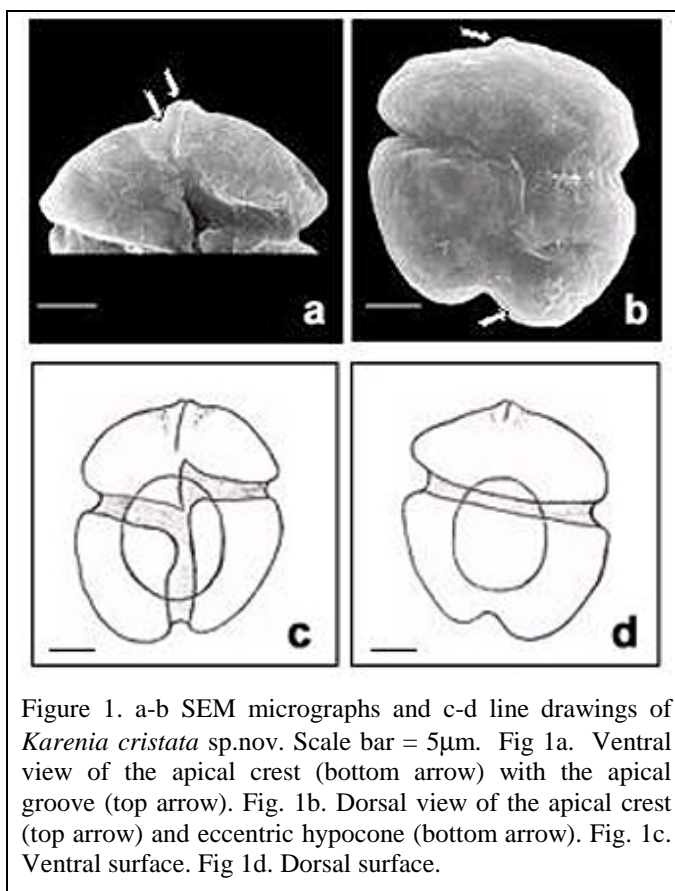 a
b
c
d
Figure 1. a-b SEM micrographs and c-d line drawings of
Karenia cristata sp.nov. Scale bar = 5μm. Fig 1a. Ventral
view of the apical crest (bottom arrow) with the apical
groove (top arrow). Fig. 1b. Dorsal view of the apical crest
(top arrow) and eccentric hypocone (bottom arrow). Fig. 1c.
Ventral surface. Fig 1d. Dorsal surface.